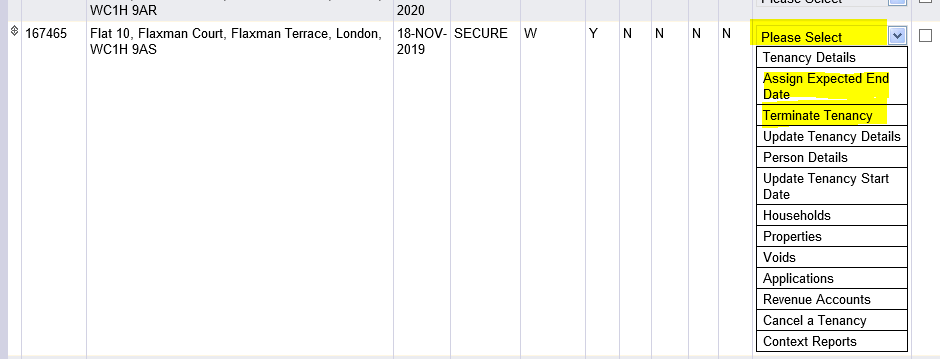 Please Select
WC1H 9AR
2020
167465
Flat 10, Flaxman Court, Flaxman Terrace, London,
WC1H 9AS
18-NOV-
2019
SECURE
W
Y
N
N
N
N
Please Select
Tenancy Details
Assign Expected End
Date
Terminate Tenancy
Update Tenancy Details
Person Details
Update Tenancy Start
Date
Households
Properties
Voids
Applications
Revenue Accounts
Cancel a Tenancy
Context Reports